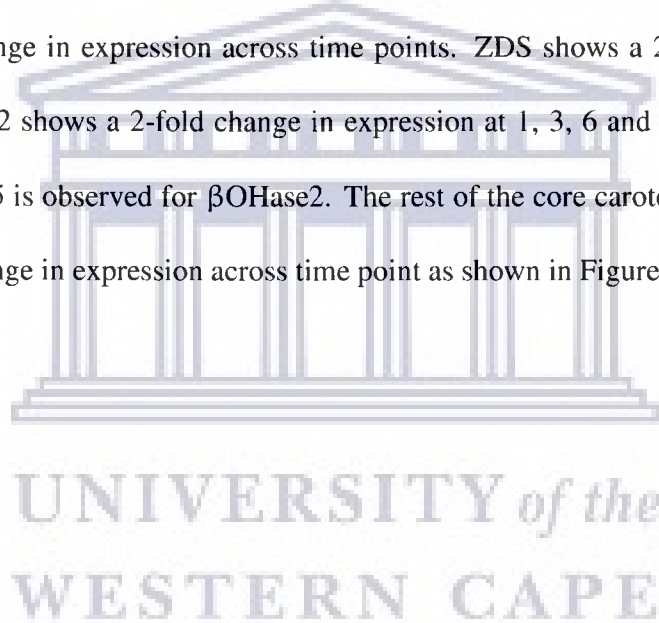 nge in expression across time points. ZDS shows a 2
2 shows a 2-fold change in expression at 1, 3, 6 and
5 is observed for βOHase2. The rest of the core carote
nge in expression across time point as shown in Figure
UNIVERSITY of the
WESTERN CAPE